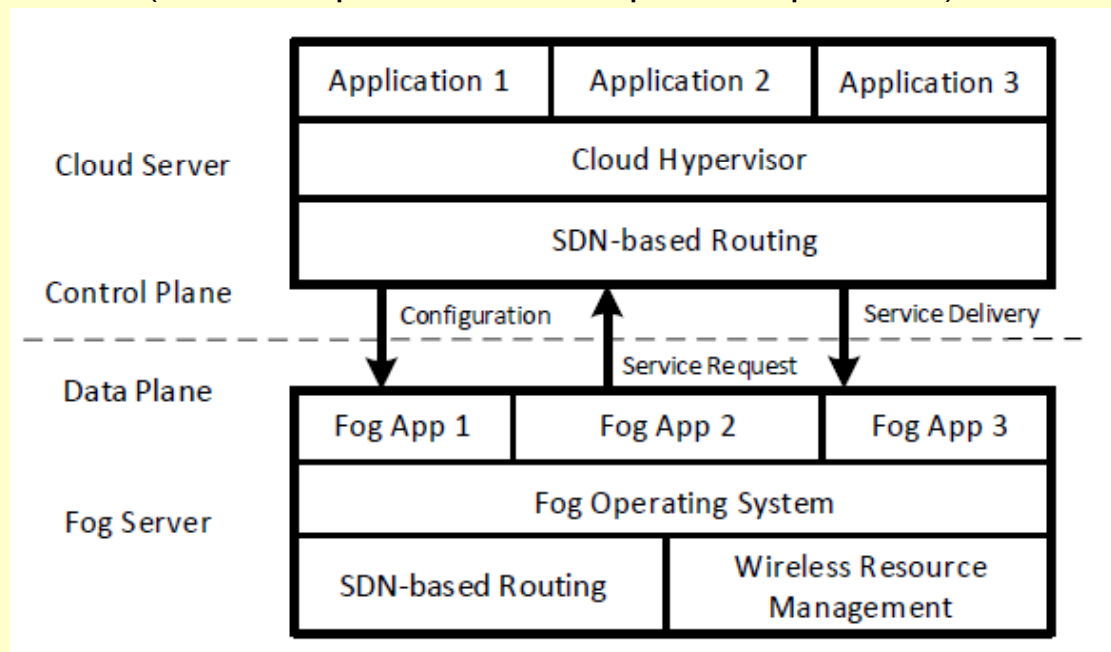 Application 1 Application 2 Application 3
Cloud Server
Cloud Hypervisor
SDN-based Routing
Control Plane
Configuration
Service Delivery
Service Request
Data Plane
Fog App 1 Fog App 2 Fog App 3
Fog Operating System
Fog Server
SDN-based Routing
Wireless Resource
Management